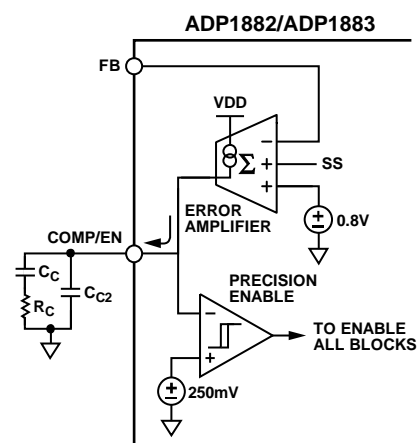 ADP1882/ADP1883
FB
VDD
Σ
SS
0.8V
ERROR
AMPLIFIER
COMP/EN
CC
CC2
RC
PRECISION
ENABLE
TO ENABLE
ALL BLOCKS
250mV